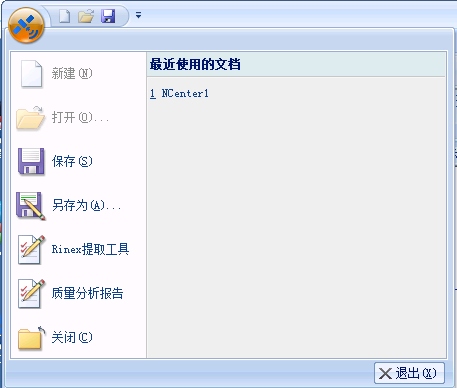 新建(N)
打开(O)...
保存(S)
另存为(A)...
Rinex提取工具
质量分析报告
关闭(C)
最近使用的文档
1 NCenter1
退出(X)